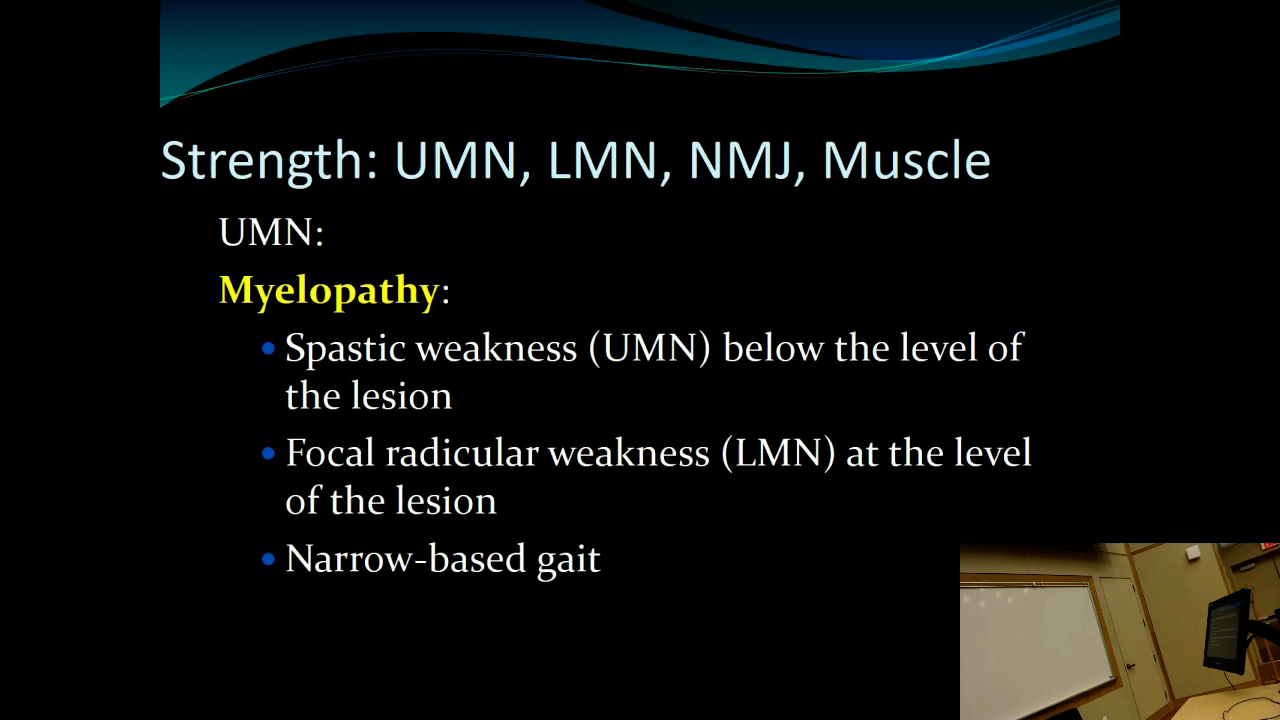 Strength: UMN, LMN, NMJ, Muscle
UMN:
Myelopathy:
• Spastic weakness (UMN) below the level of
the lesion
• Focal radicular weakness (LMN) at the level
of the lesion
• Narrow-based gait